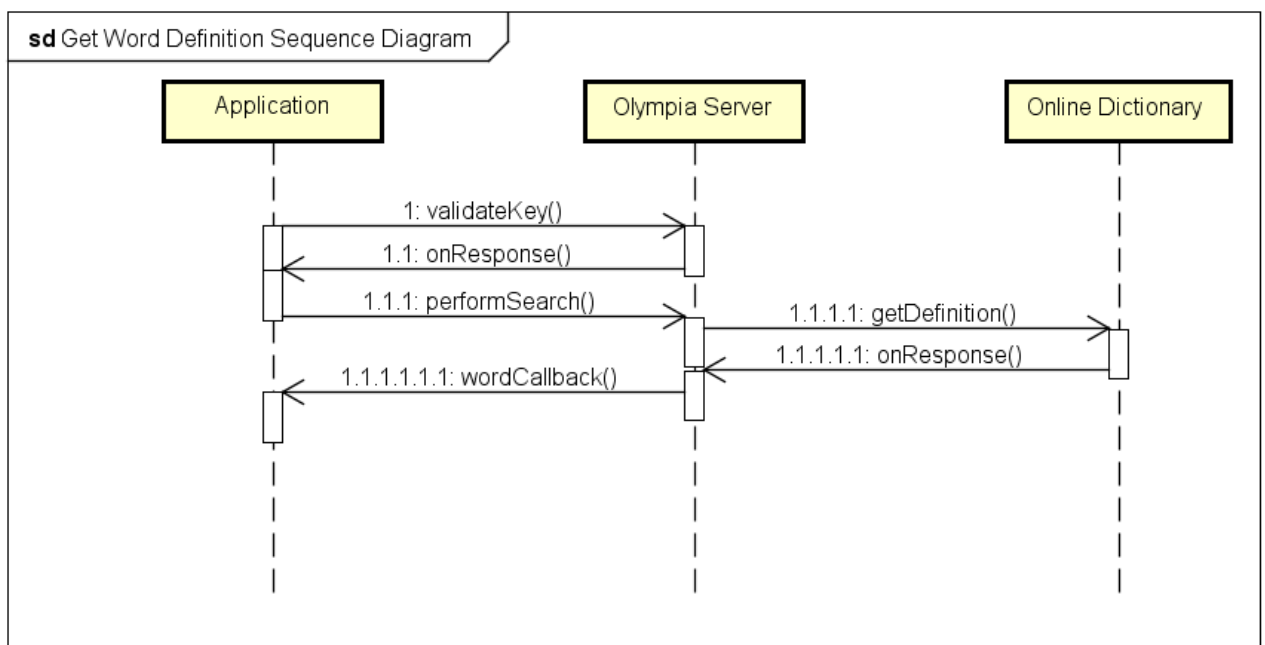 sd Get Word Definition Sequence Diagram
Application
Olympia Server
Online Dictionary
1: validateKey()
1.1: onResponse()
1.1.1: performSearch()
1.1.1.1: getDefinition()
1.1.1.1.1: onResponse()
1.1.1.1.1.1: wordCallback()